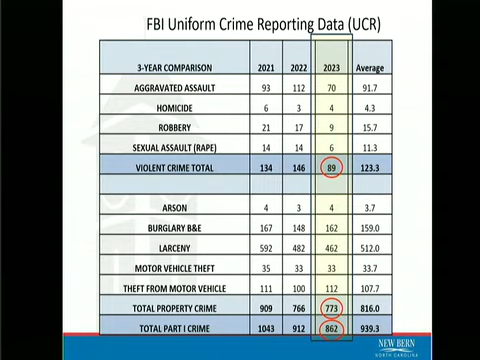 FBI Uniform Crime Reporting Data (UCR)
3-YEAR COMPARISON 2021 2022 2023 Average
AGGRAVATED ASSAULT 93 112 70 91.7
HOMICIDE 6 3 4 4.3
ROBBERY 21 17 9 15.7
SEXUAL ASSAULT (RAPE) 14 14 6 11.3
VIOLENT CRIME TOTAL 134 146 89 123.3
ARSON 4 3 4 3.7
BURGLARY B&E 167 148 162 159.0
LARCENY 592 482 462 512.0
MOTOR VEHICLE THEFT 35 33 33 33.7
THEFT FROM MOTOR VEHICLE 111 100 112 107.7
TOTAL PROPERTY CRIME 909 766 773 816.0
TOTAL PART I CRIME 1043 912 862 939.3
NEW BERN
NORTH CAROLINA